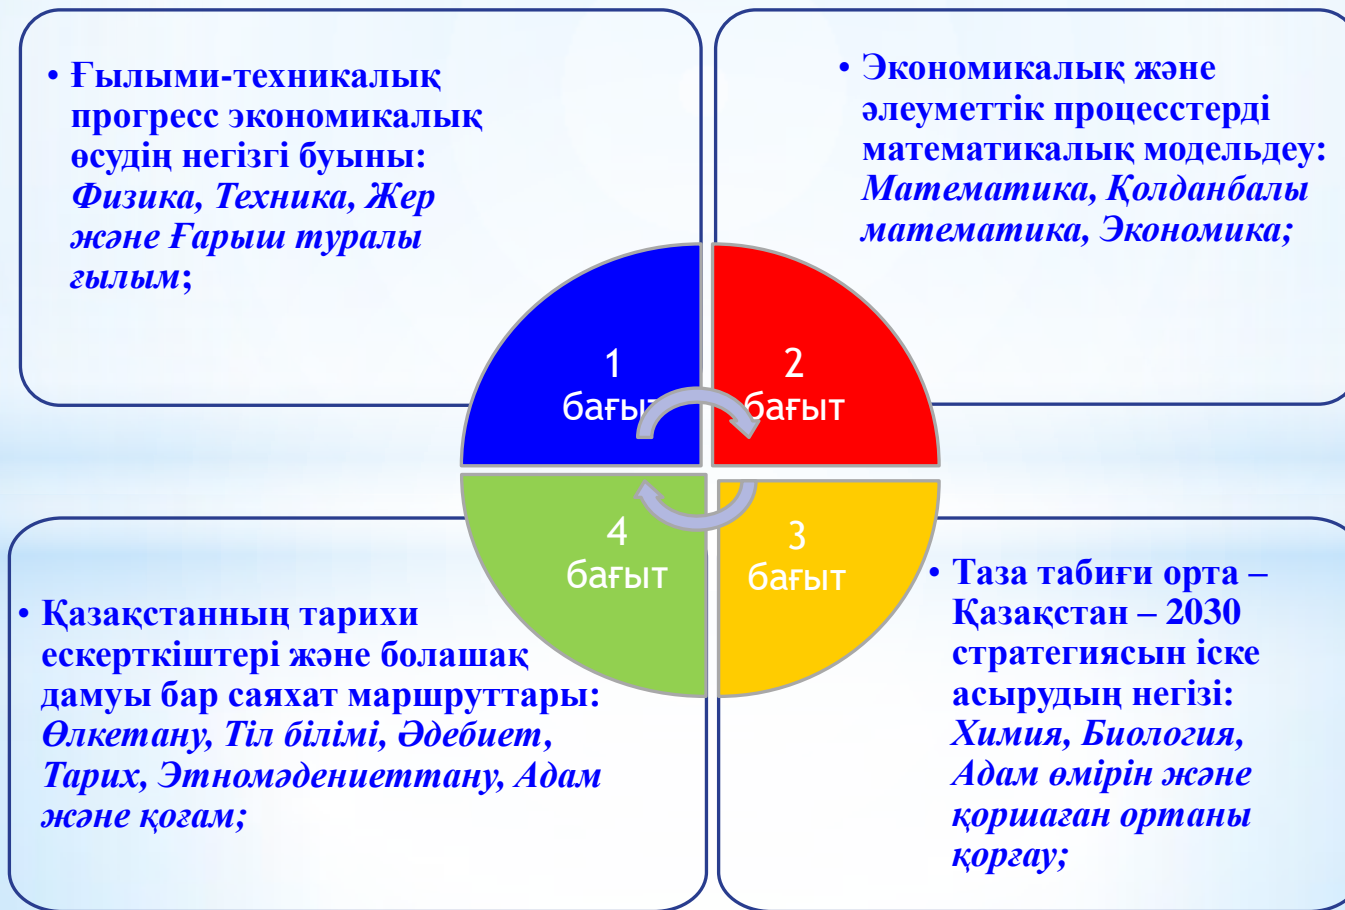 • Ғылыми-техникалық
прогресс экономикалық
өсудің негізгі буыны:
Физика, Техника, Жер
және Ғарыш туралы
ғылым;
• Экономикалық және
әлеуметтік процесстерді
математикалық модельдеу:
Математика, Қолданбалы
математика, Экономика;
1
бағыт
2
бағыт
4
бағыт
3
бағыт
• Қазақстанның тарихи
ескерткіштері және болашақ
дамуы бар саяхат маршруттары:
Өлкетану, Тіл білімі, Әдебиет,
Тарих, Этномәдениеттану, Адам
және қоғам;
• Таза табиғи орта –
Қазақстан – 2030
стратегиясын іске
асырудың негізі:
Химия, Биология,
Адам өмірін және
қоршаған ортаны
қорғау;